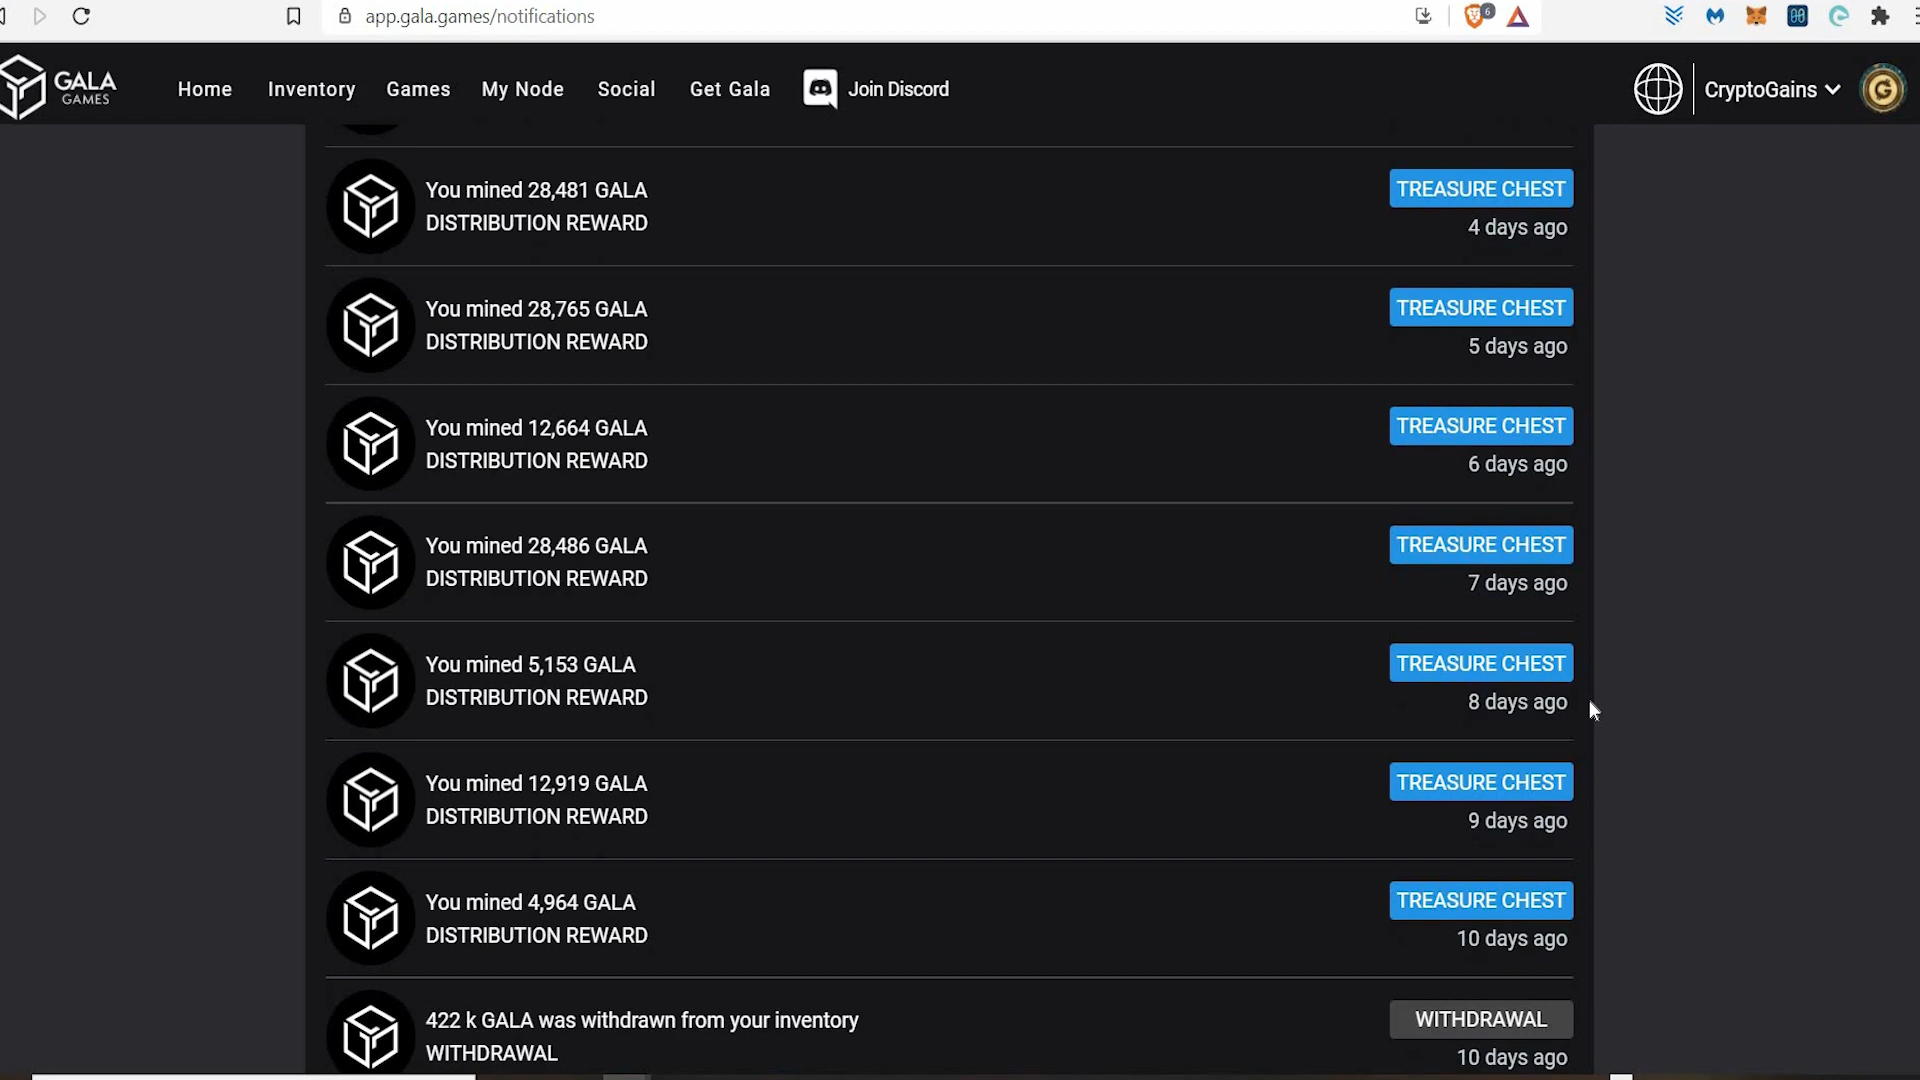 app.gala.games/notifications
6
GALA
GAMES
Home Inventory Games My Node Social Get Gala Join Discord CryptoGains
You mined 28,481 GALA TREASURE CHEST
DISTRIBUTION REWARD 4 days ago
You mined 28,765 GALA TREASURE CHEST
DISTRIBUTION REWARD 5 days ago
You mined 12,664 GALA TREASURE CHEST
DISTRIBUTION REWARD 6 days ago
You mined 28,486 GALA TREASURE CHEST
DISTRIBUTION REWARD 7 days ago
You mined 5,153 GALA TREASURE CHEST
DISTRIBUTION REWARD 8 days ago
You mined 12,919 GALA TREASURE CHEST
DISTRIBUTION REWARD 9 days ago
You mined 4,964 GALA TREASURE CHEST
DISTRIBUTION REWARD 10 days ago
422 k GALA was withdrawn from your inventory WITHDRAWAL
WITHDRAWAL 10 days ago